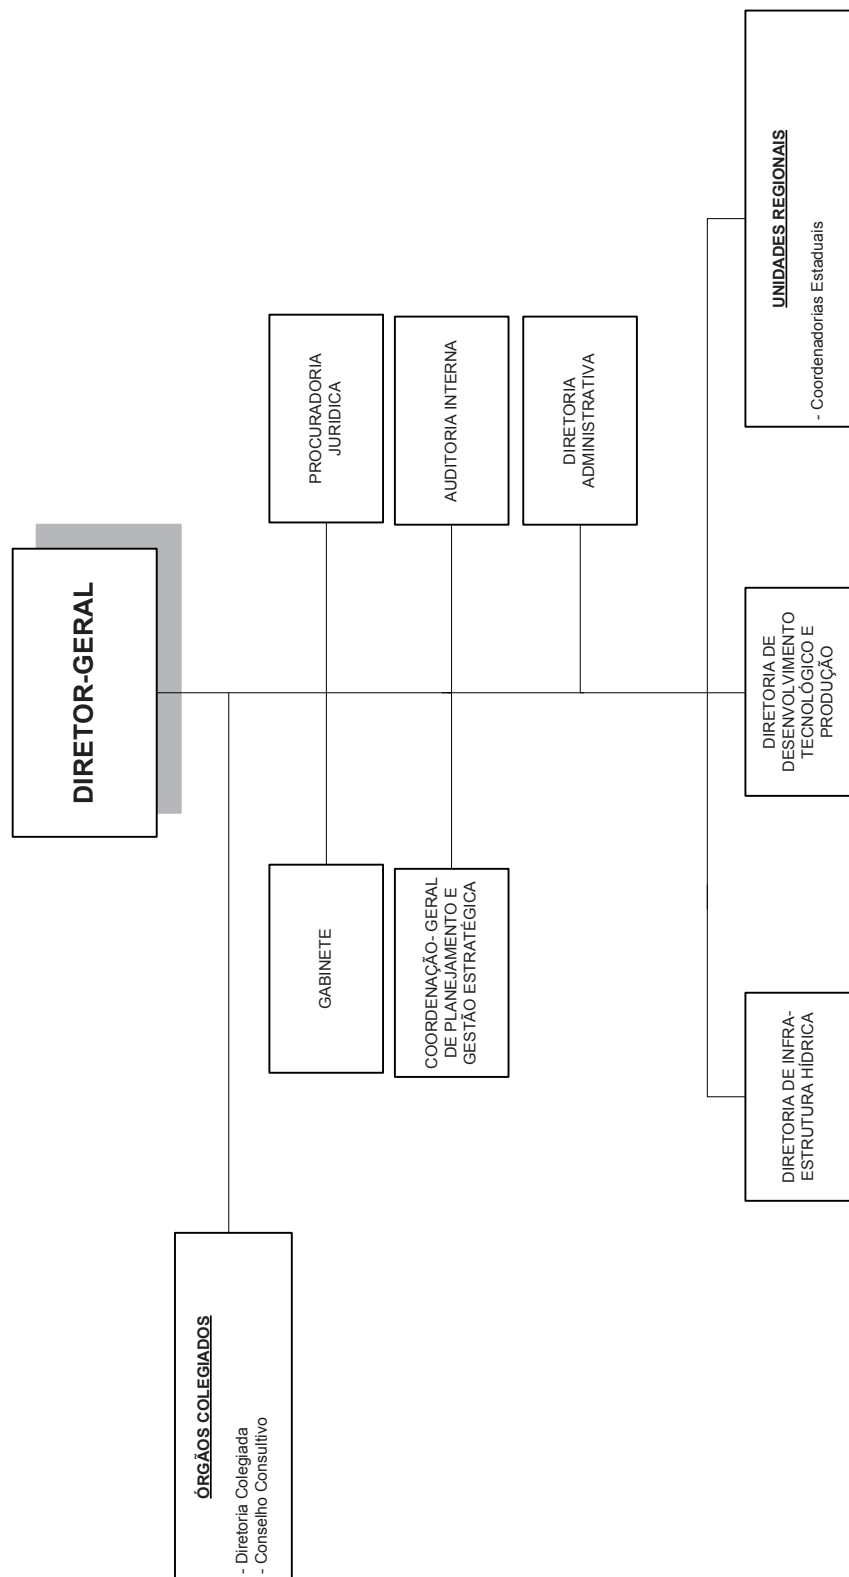 DIRETOR-GERAL
ÓRGÃOS COLEGIADOS
- Diretoria Colegiada
- Conselho Consultivo
GABINETE
PROCURADORIA
JURIDICA
COORDENAÇÃO- GERAL
DE PLANEJAMENTO E
GESTÃO ESTRATÉGICA
AUDITORIA INTERNA
DIRETORIA
ADMINISTRATIVA
DIRETORIA DE INFRA-
ESTRUTURA HÍDRICA
DIRETORIA DE
DESENVOLVIMENTO
TECNOLÓGICO E
PRODUÇÃO
UNIDADES REGIONAIS
- Coordenadorias Estaduais